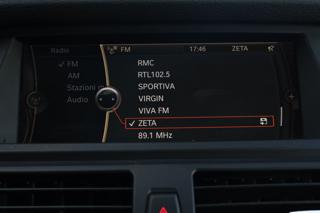 Radio
FM 17:46 ZETA
✓ FM
AM
Stazioni
Audio
RMC
RTL102.5
SPORTIVA
VIRGIN
VIVA FM
✓ ZETA
89.1 MHz